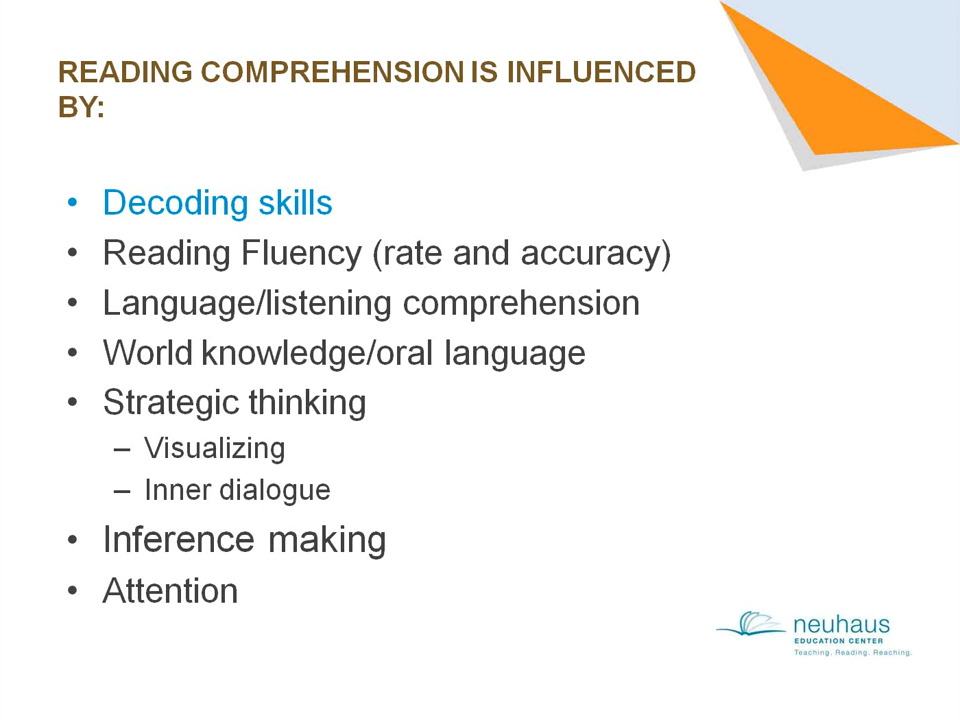 READING COMPREHENSION IS INFLUENCED
BY:
• Decoding skills
• Reading Fluency (rate and accuracy)
• Language/listening comprehension
• World knowledge/oral language
• Strategic thinking
– Visualizing
– Inner dialogue
• Inference making
• Attention
neuhaus
EDUCATION CENTER
Teaching. Reading. Reaching.